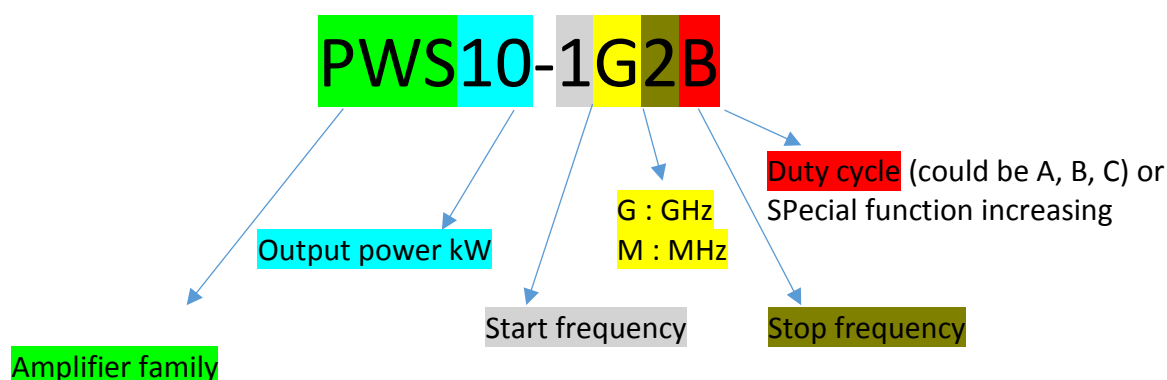 PWS10-1G2B
Duty cycle (could be A, B, C) or
SPecial function increasing
G : GHz
M : MHz
Output power kW
Start frequency
Stop frequency
Amplifier family